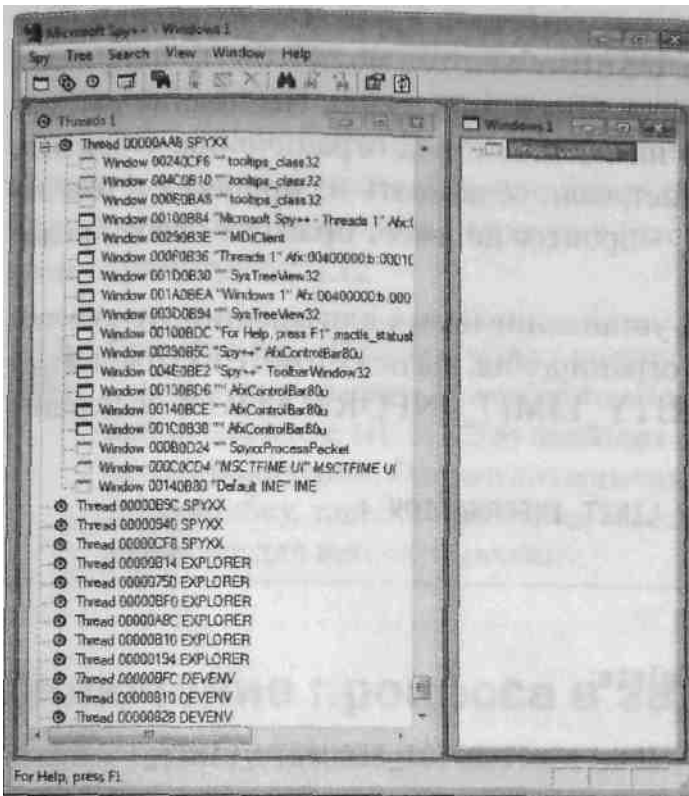 Microsoft Spy++ - Windows 1
Spy Tree Search View Window Help
Threads 1
Thread 00000AA8 SPYXX
Window 00240CF6 "" tooltips_class32
Window 004C0B10 "" tooltips_class32
Window 000E0BA8 "" tooltips_class32
Window 00100B84 "Microsoft Spy++ - Threads 1" Afx:(
Window 00290B3E "" MDIClient
Window 000F0B36 "Threads 1" Afx:00400000:b:00010
Window 001D0B30 "" SysTreeView32
Window 001A0BEA "Windows 1" Afx:00400000:b:000
Window 003D0B94 "" SysTreeView32
Window 00100BDC "For Help, press F1" msctls_statusb
Window 00390B5C "Spy++" AfxControlBar80u
Window 004E0BE2 "Spy++" ToolbarWindow32
Window 00130BD6 "" AfxControlBar80u
Window 00140BCE "" AfxControlBar80u
Window 001C0B38 "" AfxControlBar80u
Window 000B0D24 "" SpyxxProcessPacket
Window 000C0CD4 "MSCTFIME UI" MSCTFIME UI
Window 00140B80 "Default IME" IME
Thread 00000B5C SPYXX
Thread 00000940 SPYXX
Thread 00000CF8 SPYXX
Thread 00000B14 EXPLORER
Thread 00000750 EXPLORER
Thread 00000BF0 EXPLORER
Thread 00000A8C EXPLORER
Thread 00000B10 EXPLORER
Thread 00000194 EXPLORER
Thread 00000BFC DEVENV
Thread 00000810 DEVENV
Thread 00000828 DEVENV
Windows 1
For Help, press F1